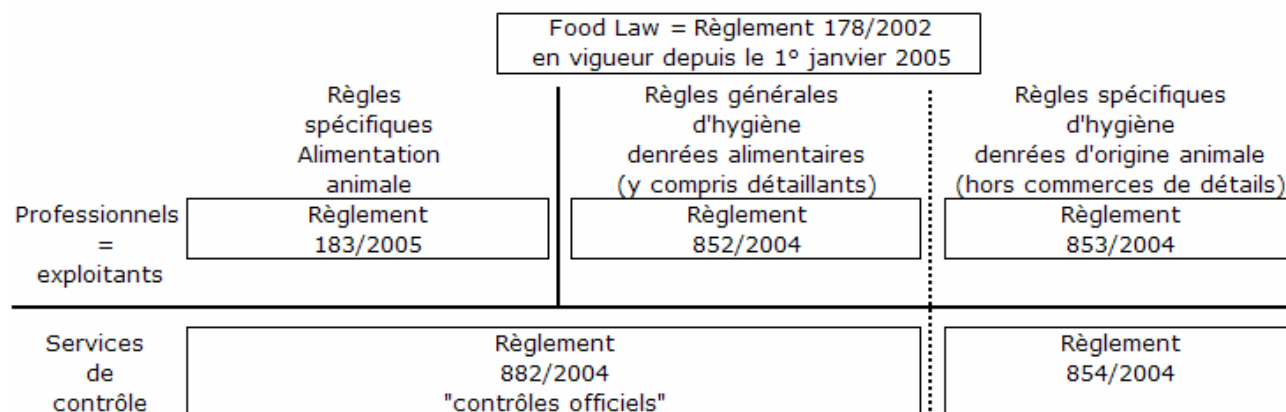 Food Law = Règlement 178/2002
en vigueur depuis le 1° janvier 2005
Règles
spécifiques
Alimentation
animale
Règles générales
d'hygiène
denrées alimentaires
(y compris détaillants)
Règles spécifiques
d'hygiène
denrées d'origine animale
(hors commerces de détails)
Professionnels
=
exploitants
Règlement
183/2005
Règlement
852/2004
Règlement
853/2004
Services
de
contrôle
Règlement
882/2004
"contrôles officiels"
Règlement
854/2004